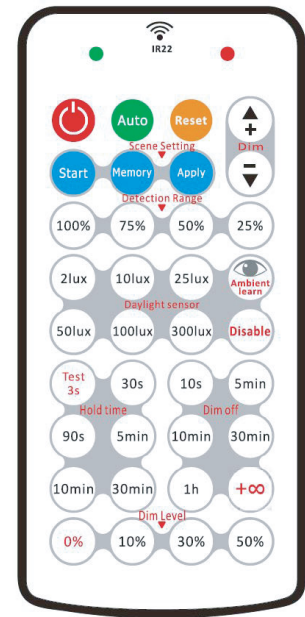 IR22
Auto Reset
Scene Setting
+ Dim −
Start Memory Apply
Detection Range
100% 75% 50% 25%
2lux 10lux 25lux Ambient learn
Daylight sensor
50lux 100lux 300lux Disable
Test 3s 30s 10s 5min
Hold time Dim off
90s 5min 10min 30min
10min 30min 1h +∞
Dim Level
0% 10% 30% 50%